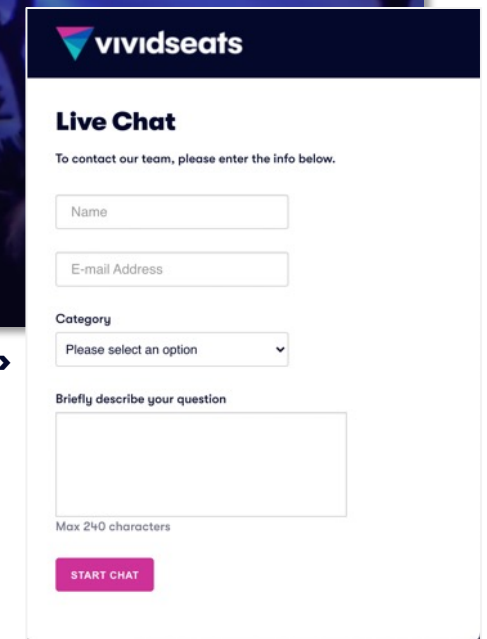 vividseats
Live Chat
To contact our team, please enter the info below.
Name
E-mail Address
Category
Please select an option
Briefly describe your question
Max 240 characters
START CHAT